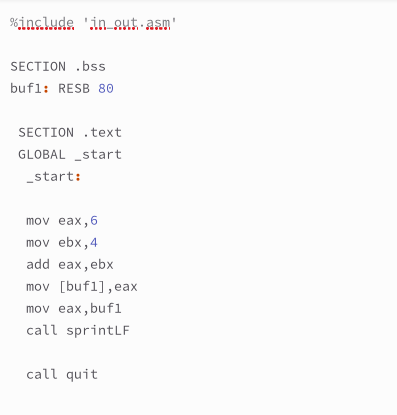 %include 'in_out.asm'
SECTION .bss
buf1: RESB 80
SECTION .text
GLOBAL _start
_start:
mov eax,6
mov ebx,4
add eax,ebx
mov [buf1],eax
mov eax,buf1
call sprintLF
call quit